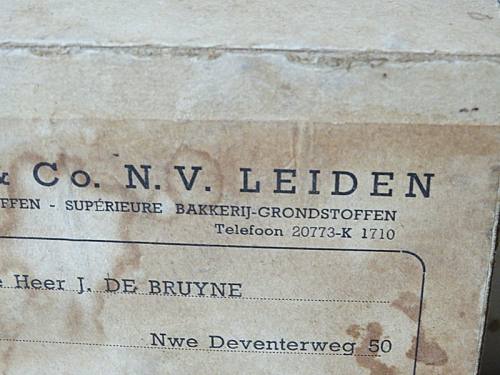 & Co. N.V. LEIDEN
FFEN - SUPÉRIEURE BAKKERIJ-GRONDSTOFFEN
Telefoon 20773-K 1710
e Heer J. DE BRUYNE
Nwe Deventerweg 50